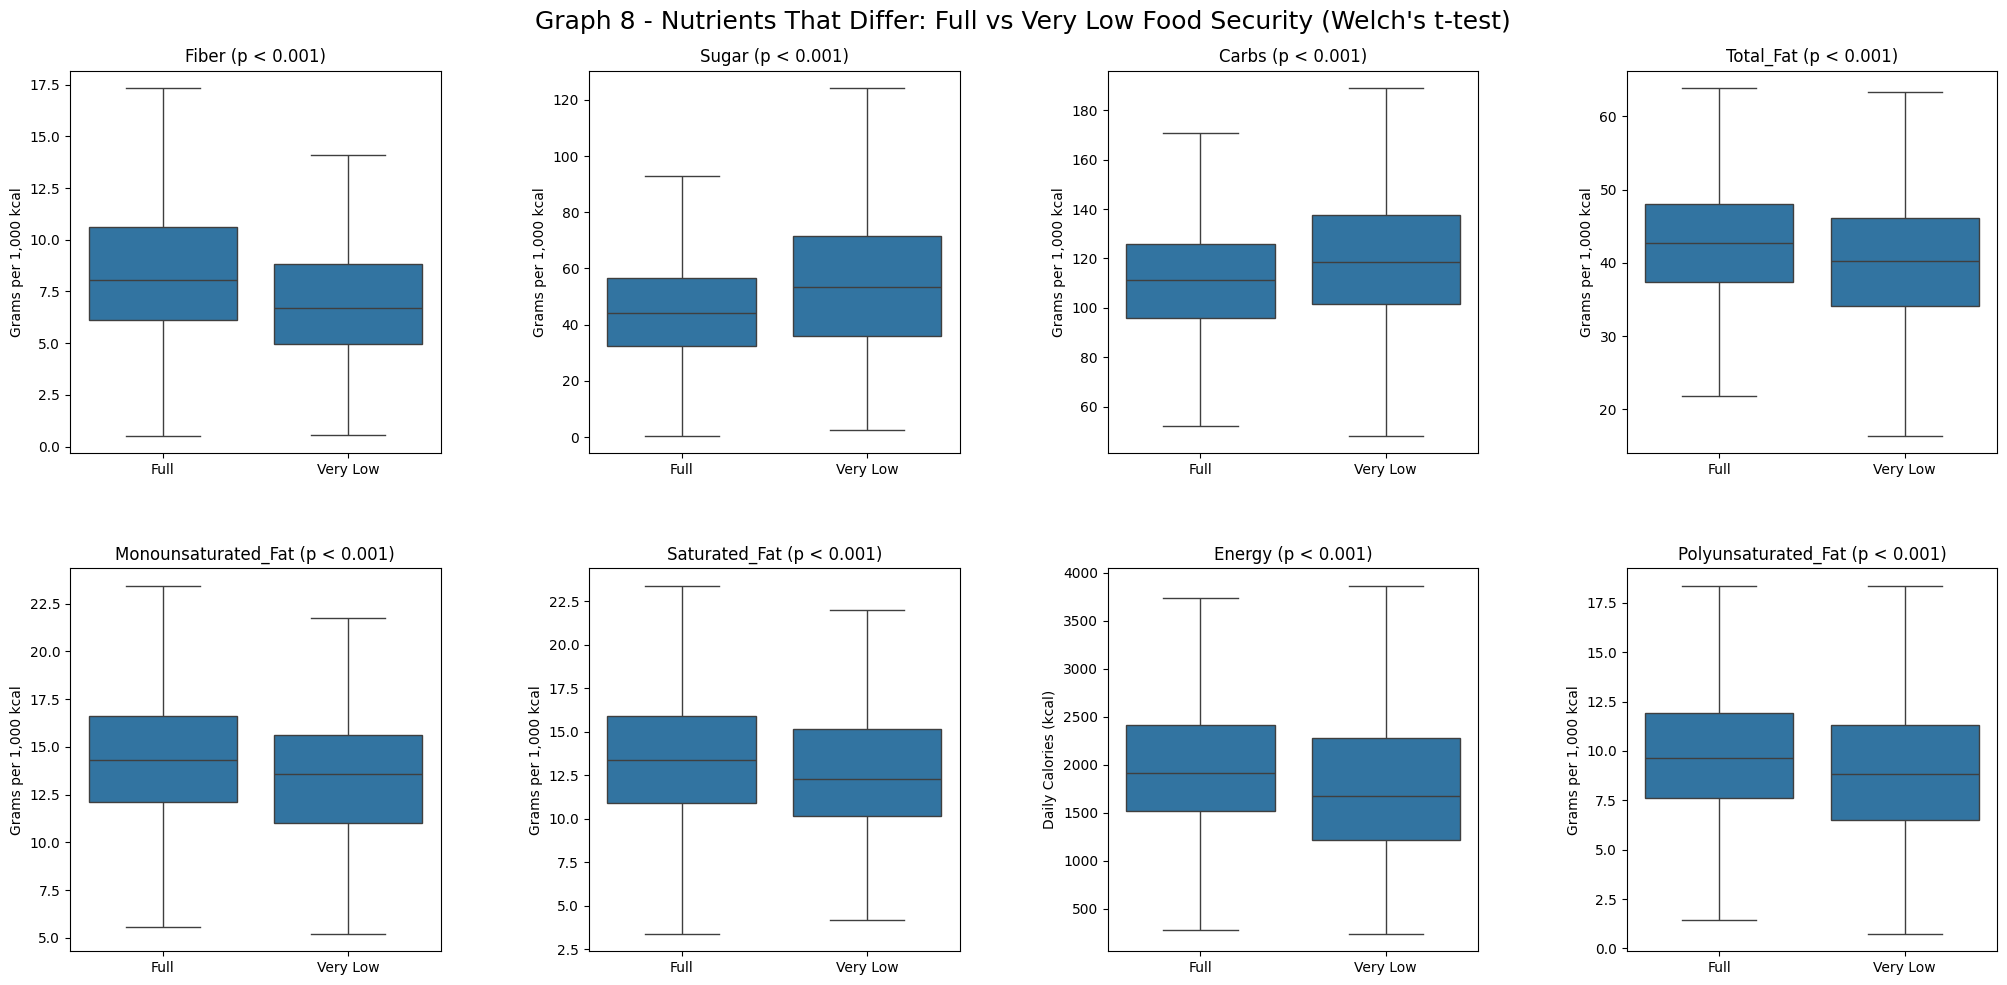 Graph 8 - Nutrients That Differ: Full vs Very Low Food Security (Welch's t-test)
Fiber (p < 0.001)
Grams per 1,000 kcal
17.5
15.0
12.5
10.0
7.5
5.0
2.5
0.0
Full Very Low
Sugar (p < 0.001)
Grams per 1,000 kcal
120
100
80
60
40
20
0
Full Very Low
Carbs (p < 0.001)
Grams per 1,000 kcal
180
160
140
120
100
80
60
Full Very Low
Total_Fat (p < 0.001)
Grams per 1,000 kcal
60
50
40
30
20
Full Very Low
Monounsaturated_Fat (p < 0.001)
Grams per 1,000 kcal
22.5
20.0
17.5
15.0
12.5
10.0
7.5
5.0
Full Very Low
Saturated_Fat (p < 0.001)
Grams per 1,000 kcal
22.5
20.0
17.5
15.0
12.5
10.0
7.5
5.0
2.5
Full Very Low
Energy (p < 0.001)
Daily Calories (kcal)
4000
3500
3000
2500
2000
1500
1000
500
Full Very Low
Polyunsaturated_Fat (p < 0.001)
Grams per 1,000 kcal
17.5
15.0
12.5
10.0
7.5
5.0
2.5
0.0
Full Very Low